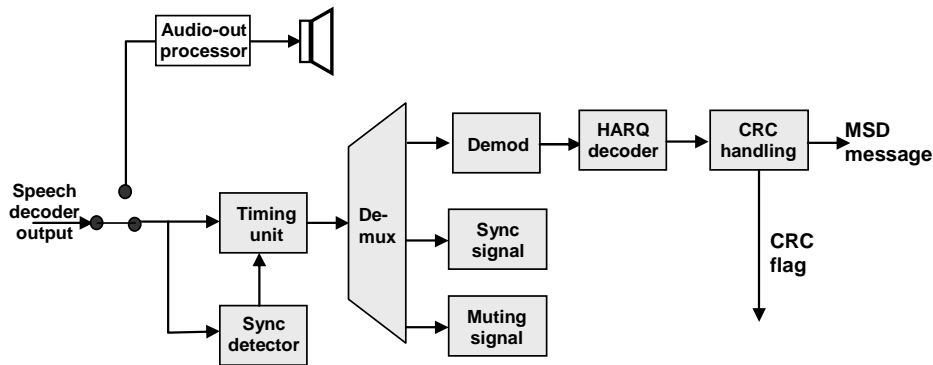 Audio-out
processor
Speech
decoder
output
Timing
unit
Sync
detector
De-
mux
Demod
HARQ
decoder
CRC
handling
MSD
message
Sync
signal
Muting
signal
CRC
flag